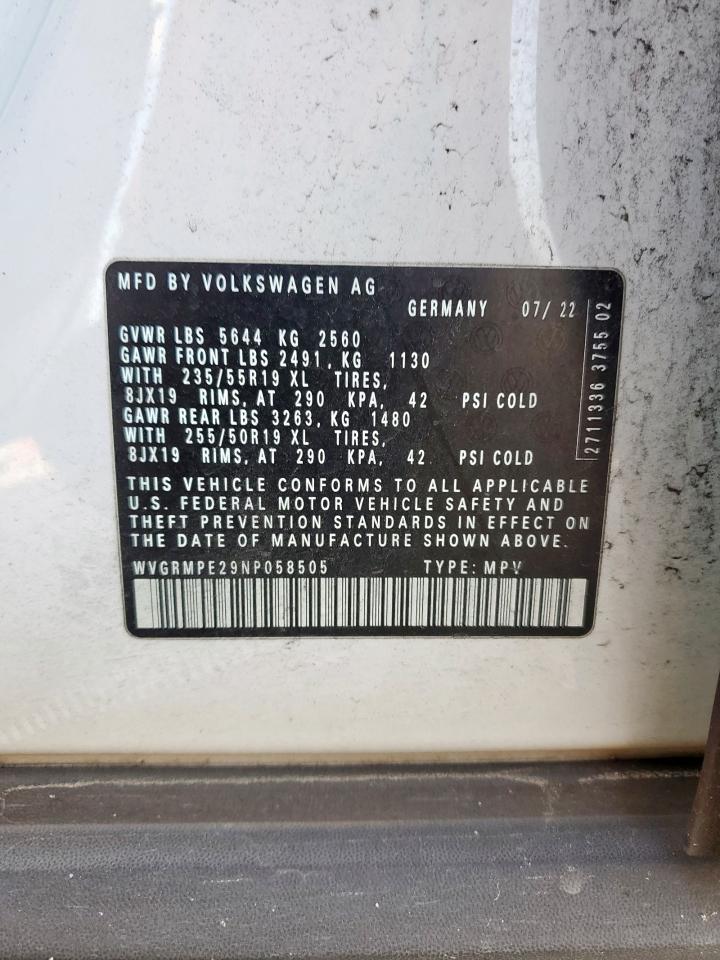 MFD BY VOLKSWAGEN AG
GERMANY 07/ 22
GVWR LBS 5644 KG 2560
GAWR FRONT LBS 2491, KG 1130
WITH 235/55R19 XL TIRES,
8JX19 RIMS, AT 290 KPA, 42 PSI COLD
GAWR REAR LBS 3263, KG 1480
WITH 255/50R19 XL TIRES,
8JX19 RIMS, AT 290 KPA, 42 PSI COLD
2711336 3755 02
THIS VEHICLE CONFORMS TO ALL APPLICABLE
U.S. FEDERAL MOTOR VEHICLE SAFETY AND
THEFT PREVENTION STANDARDS IN EFFECT ON
THE DATE OF MANUFACTURE SHOWN ABOVE.
WVGRMPE29NP058505 TYPE: MPV